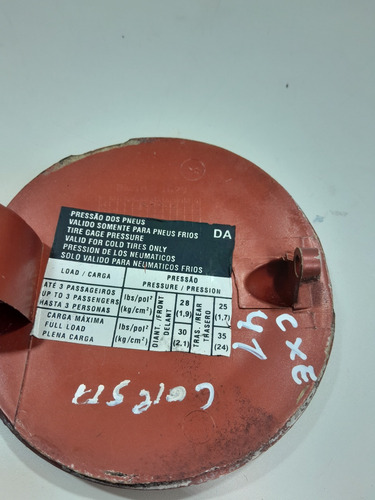 PRESSÃO DOS PNEUS
VALIDO SOMENTE PARA PNEUS FRIOS
TIRE GAGE PRESSURE
VALID FOR COLD TIRES ONLY
PRESSION DE LOS NEUMATICOS
SOLO VALIDO PARA NEUMATICOS FRIOS
DA
LOAD / CARGA
PRESSÃO
PRESSURE / PRESSION
ATÉ 3 PASSAGEIROS
UP TO 3 PASSENGERS
HASTA 3 PERSONAS
lbs/pol²
(kg/cm²)
DIANT./FRONT
DELANT
28
(1,9)
TRAS./REAR
TRASERO
25
(1,7)
CARGA MÁXIMA
FULL LOAD
PLENA CARGA
lbs/pol²
(kg/cm²)
30
(2,1)
35
(24)
CXE
41
CORSA